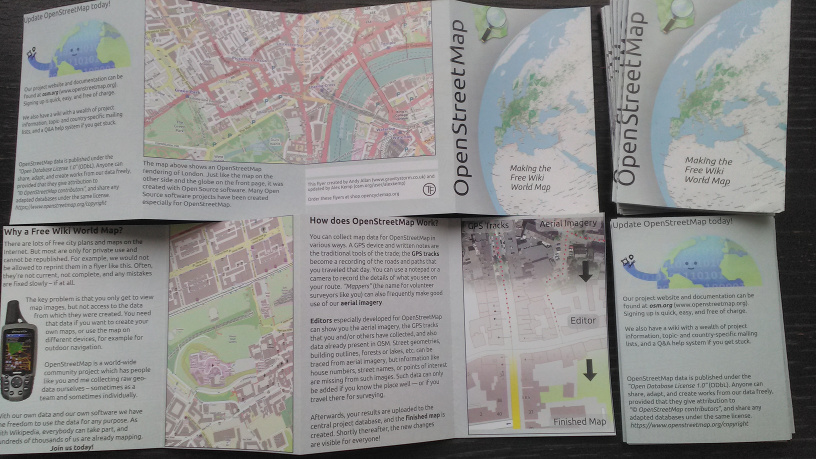 Update OpenStreetMap today!
Our project website and documentation can be
found at osm.org (www.openstreetmap.org).
Signing up is quick, easy, and free of charge.
We also have a wiki with a wealth of project
information, topic- and country-specific mailing
lists, and a Q&A help system if you get stuck.
OpenStreetMap data is published under the
"Open Database License 1.0" (ODbL). Anyone can
share, adapt, and create works from our data freely,
provided they give attribution to
"© OpenStreetMap contributors", and share any
adapted databases under the same license.
https://www.openstreetmap.org/copyright
The map above shows an OpenStreetMap
rendering of London. Just like the map on the
other side and the globe on the front page, it was
created with Open Source software. Many Open
Source software projects have been created
especially for OpenStreetMap.
This flyer created by Andy Allan (www.gravitystorm.co.uk) and
Order these flyers at
OpenStreetMap
Making the
Free Wiki
World Map
OpenStreetMap
Making the
Free Wiki
World Map
Why a Free Wiki World Map?
There are lots of free city plans and maps on the
Internet. But most are only for private use and
cannot be republished. For example, we would not
be allowed to reprint them in a flyer like this. Often,
they're not current, not complete, and any mistakes
are fixed slowly – if at all.
The key problem is that you only get to view
map images, but not access to the data
from which they were created. You need
that data if you want to create your
own maps, or use the map on
different devices, for example for
outdoor navigation.
OpenStreetMap is a world-wide
community project which has people
like you and me collecting raw geo-
data ourselves – sometimes as a
team and sometimes individually.
With our own data and our own software we have
the freedom to use the data for any purpose. As
with Wikipedia, everybody can take part, and
hundreds of thousands of us are already mapping.
Join us today!
How does OpenStreetMap Work?
You can collect map data for OpenStreetMap in
various ways. A GPS device and written notes are
the traditional tools of the trade; the GPS tracks
become a recording of the roads and paths that
you traveled that day. You can use a notepad or a
camera to record the details of what you see on
your route. "Mappers" (the name for volunteer
surveyors like you) can also frequently make good
use of our aerial imagery.
Editors especially developed for OpenStreetMap
can show you the aerial imagery, the GPS tracks
that you and/or others have collected, and also
data already present in OSM. Street geometries,
building outlines, forests or lakes, etc. can be
traced from aerial imagery, but information like
house numbers, street names, or points of interest
are missing from such images. Such data can only
be added if you know the place well — or if you
travel there for surveying.
Afterwards, your results are uploaded to the
central project database, and the finished map is
created. Shortly thereafter, the new changes
are visible for everyone!
GPS Tracks
Aerial Imagery
Editor
Finished Map
Update OpenStreetMap today!
Our project website and documentation can be
found at: osm.org (www.openstreetmap.org).
Signing up is quick, easy, and free of charge.
We also have a wiki with a wealth of project
information, topic- and country-specific mailing
lists, and a Q&A help system if you get stuck.
OpenStreetMap data is published under the
"Open Database License 1.0" (ODbL). Anyone can
share, adapt, and create works from our data freely,
provided they give attribution to
"© OpenStreetMap contributors", and share any
adapted databases under the same license.
https://www.openstreetmap.org/copyright